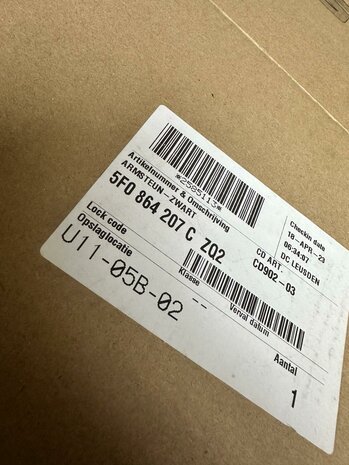 *2595113*
Artikelnummer & Omschrijving
ARMSTEUN-ZWART
5F0 864 207 C ZQ2
Checkin date
18-APR-23
06:34:07
DC LEUSDEN
CD ART.
CD902-03
Lock code
Opslaglocatie
U11-05B-02
Klasse
--
Verval datum
Aantal
1